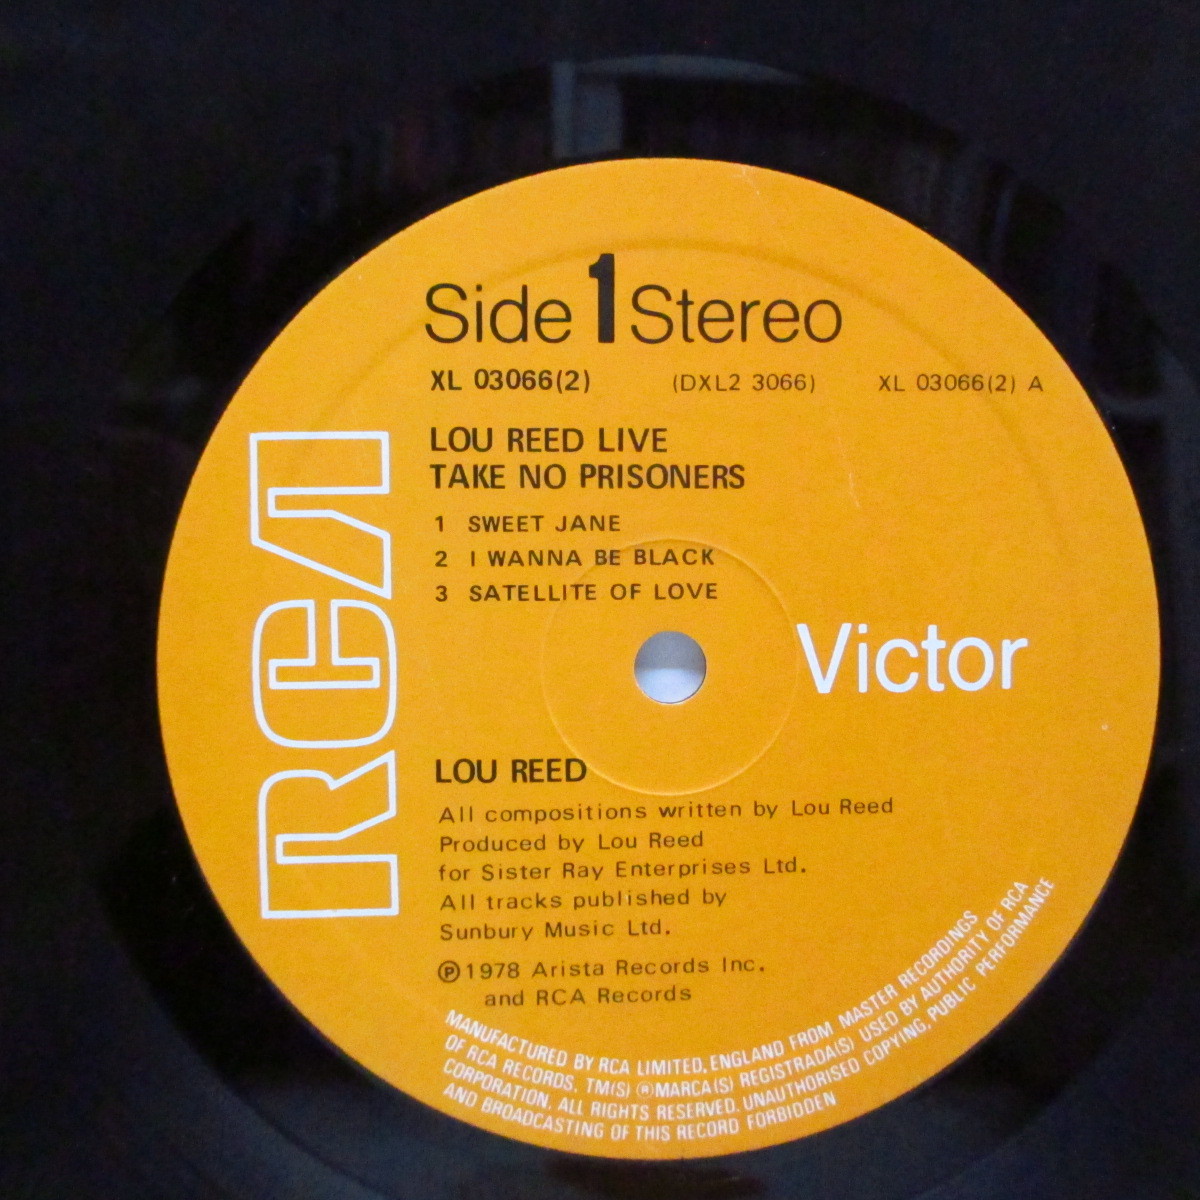 Side 1 Stereo
XL 03066(2) (DXL2 3066) XL 03066(2) A
LOU REED LIVE
TAKE NO PRISONERS
1 SWEET JANE
2 I WANNA BE BLACK
3 SATELLITE OF LOVE
RCA
Victor
LOU REED
All compositions written by Lou Reed
Produced by Lou Reed
for Sister Ray Enterprises Ltd.
All tracks published by
Sunbury Music Ltd.
℗1978 Arista Records Inc.
and RCA Records
MANUFACTURED BY RCA LIMITED, ENGLAND FROM MASTER RECORDINGS
OF RCA RECORDS. TM(S) ® MARCA(S) REGISTRADA(S) USED BY AUTHORITY OF RCA
CORPORATION. ALL RIGHTS RESERVED. UNAUTHORISED COPYING, PUBLIC PERFORMANCE
AND BROADCASTING OF THIS RECORD FORBIDDEN